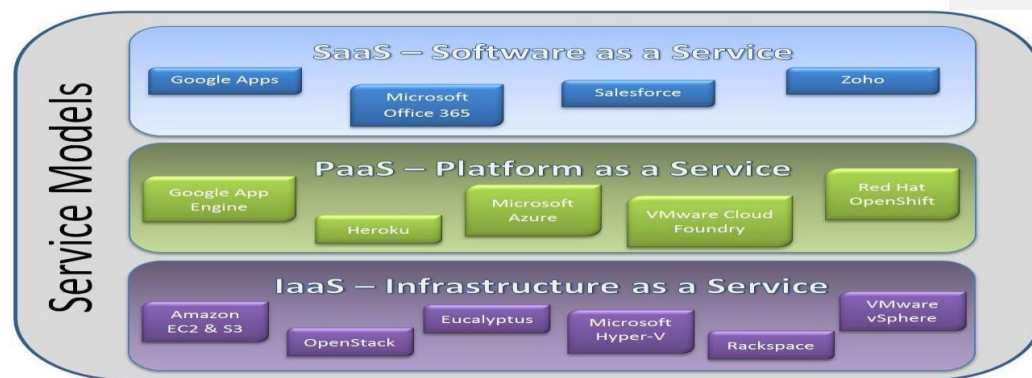 Service Models
SaaS – Software as a Service
Google Apps
Microsoft
Office 365
Salesforce
Zoho
PaaS – Platform as a Service
Google App
Engine
Heroku
Microsoft
Azure
VMware Cloud
Foundry
Red Hat
OpenShift
IaaS – Infrastructure as a Service
Amazon
EC2 & S3
OpenStack
Eucalyptus
Microsoft
Hyper-V
Rackspace
VMware
vSphere